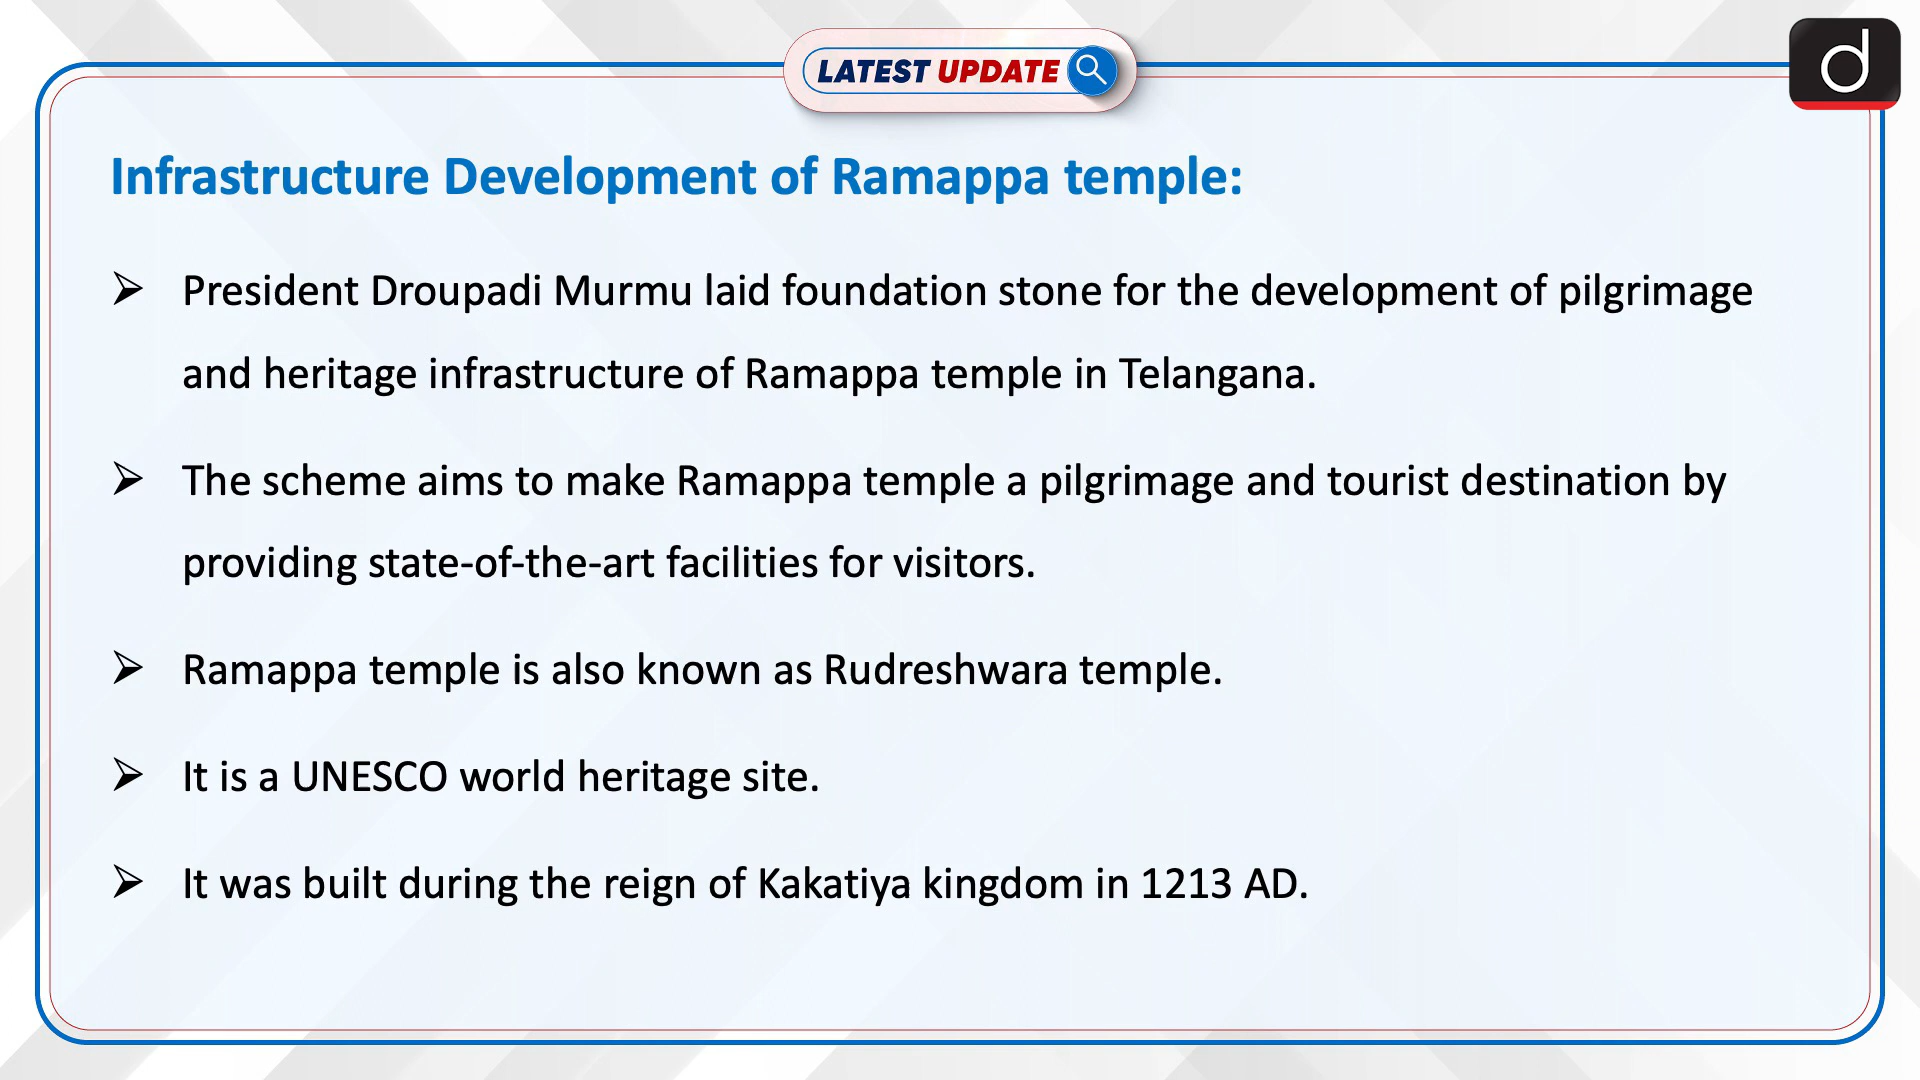 LATEST UPDATE
d
Infrastructure Development of Ramappa temple:
➢ President Droupadi Murmu laid foundation stone for the development of pilgrimage
and heritage infrastructure of Ramappa temple in Telangana.
➢ The scheme aims to make Ramappa temple a pilgrimage and tourist destination by
providing state-of-the-art facilities for visitors.
➢ Ramappa temple is also known as Rudreshwara temple.
➢ It is a UNESCO world heritage site.
➢ It was built during the reign of Kakatiya kingdom in 1213 AD.